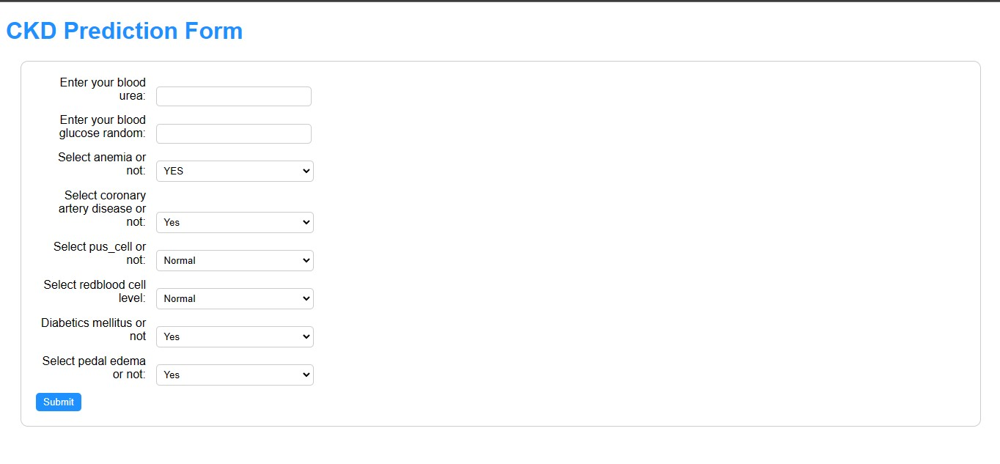 CKD Prediction Form
Enter your blood
urea:
Enter your blood
glucose random:
Select anemia or
not:
YES
Select coronary
artery disease or
not:
Yes
Select pus_cell or
not:
Normal
Select redblood cell
level:
Normal
Diabetics mellitus or
not
Yes
Select pedal edema
or not:
Yes
Submit